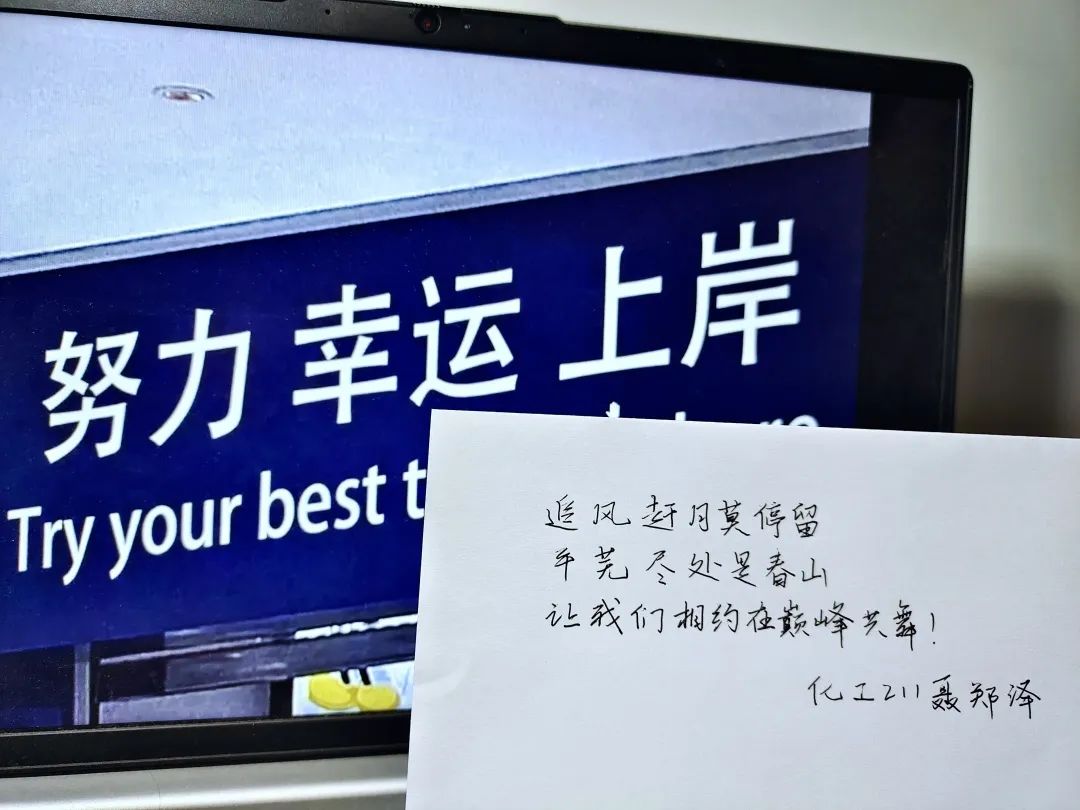 努力 幸运 上岸
Try your best t
追风赶月莫停留
平芜尽处是春山
让我们相约在巅峰共舞!
化工211聂郑泽